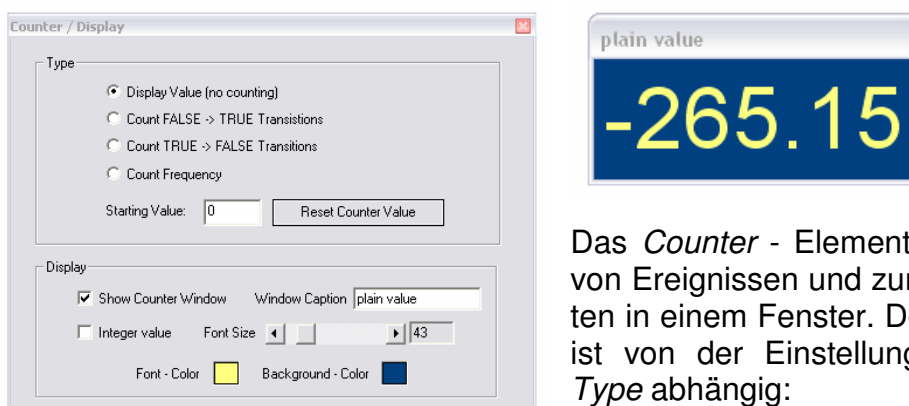 Counter / Display
Type
Display Value (no counting)
Count FALSE -> TRUE Transistions
Count TRUE -> FALSE Transitions
Count Frequency
Starting Value: 0 Reset Counter Value
Display
Show Counter Window Window Caption plain value
Integer value Font Size 43
Font - Color Background - Color
plain value
-265.15
Das Counter - Element
von Ereignissen und zu
ten in einem Fenster. D
ist von der Einstellung
Type abhängig: